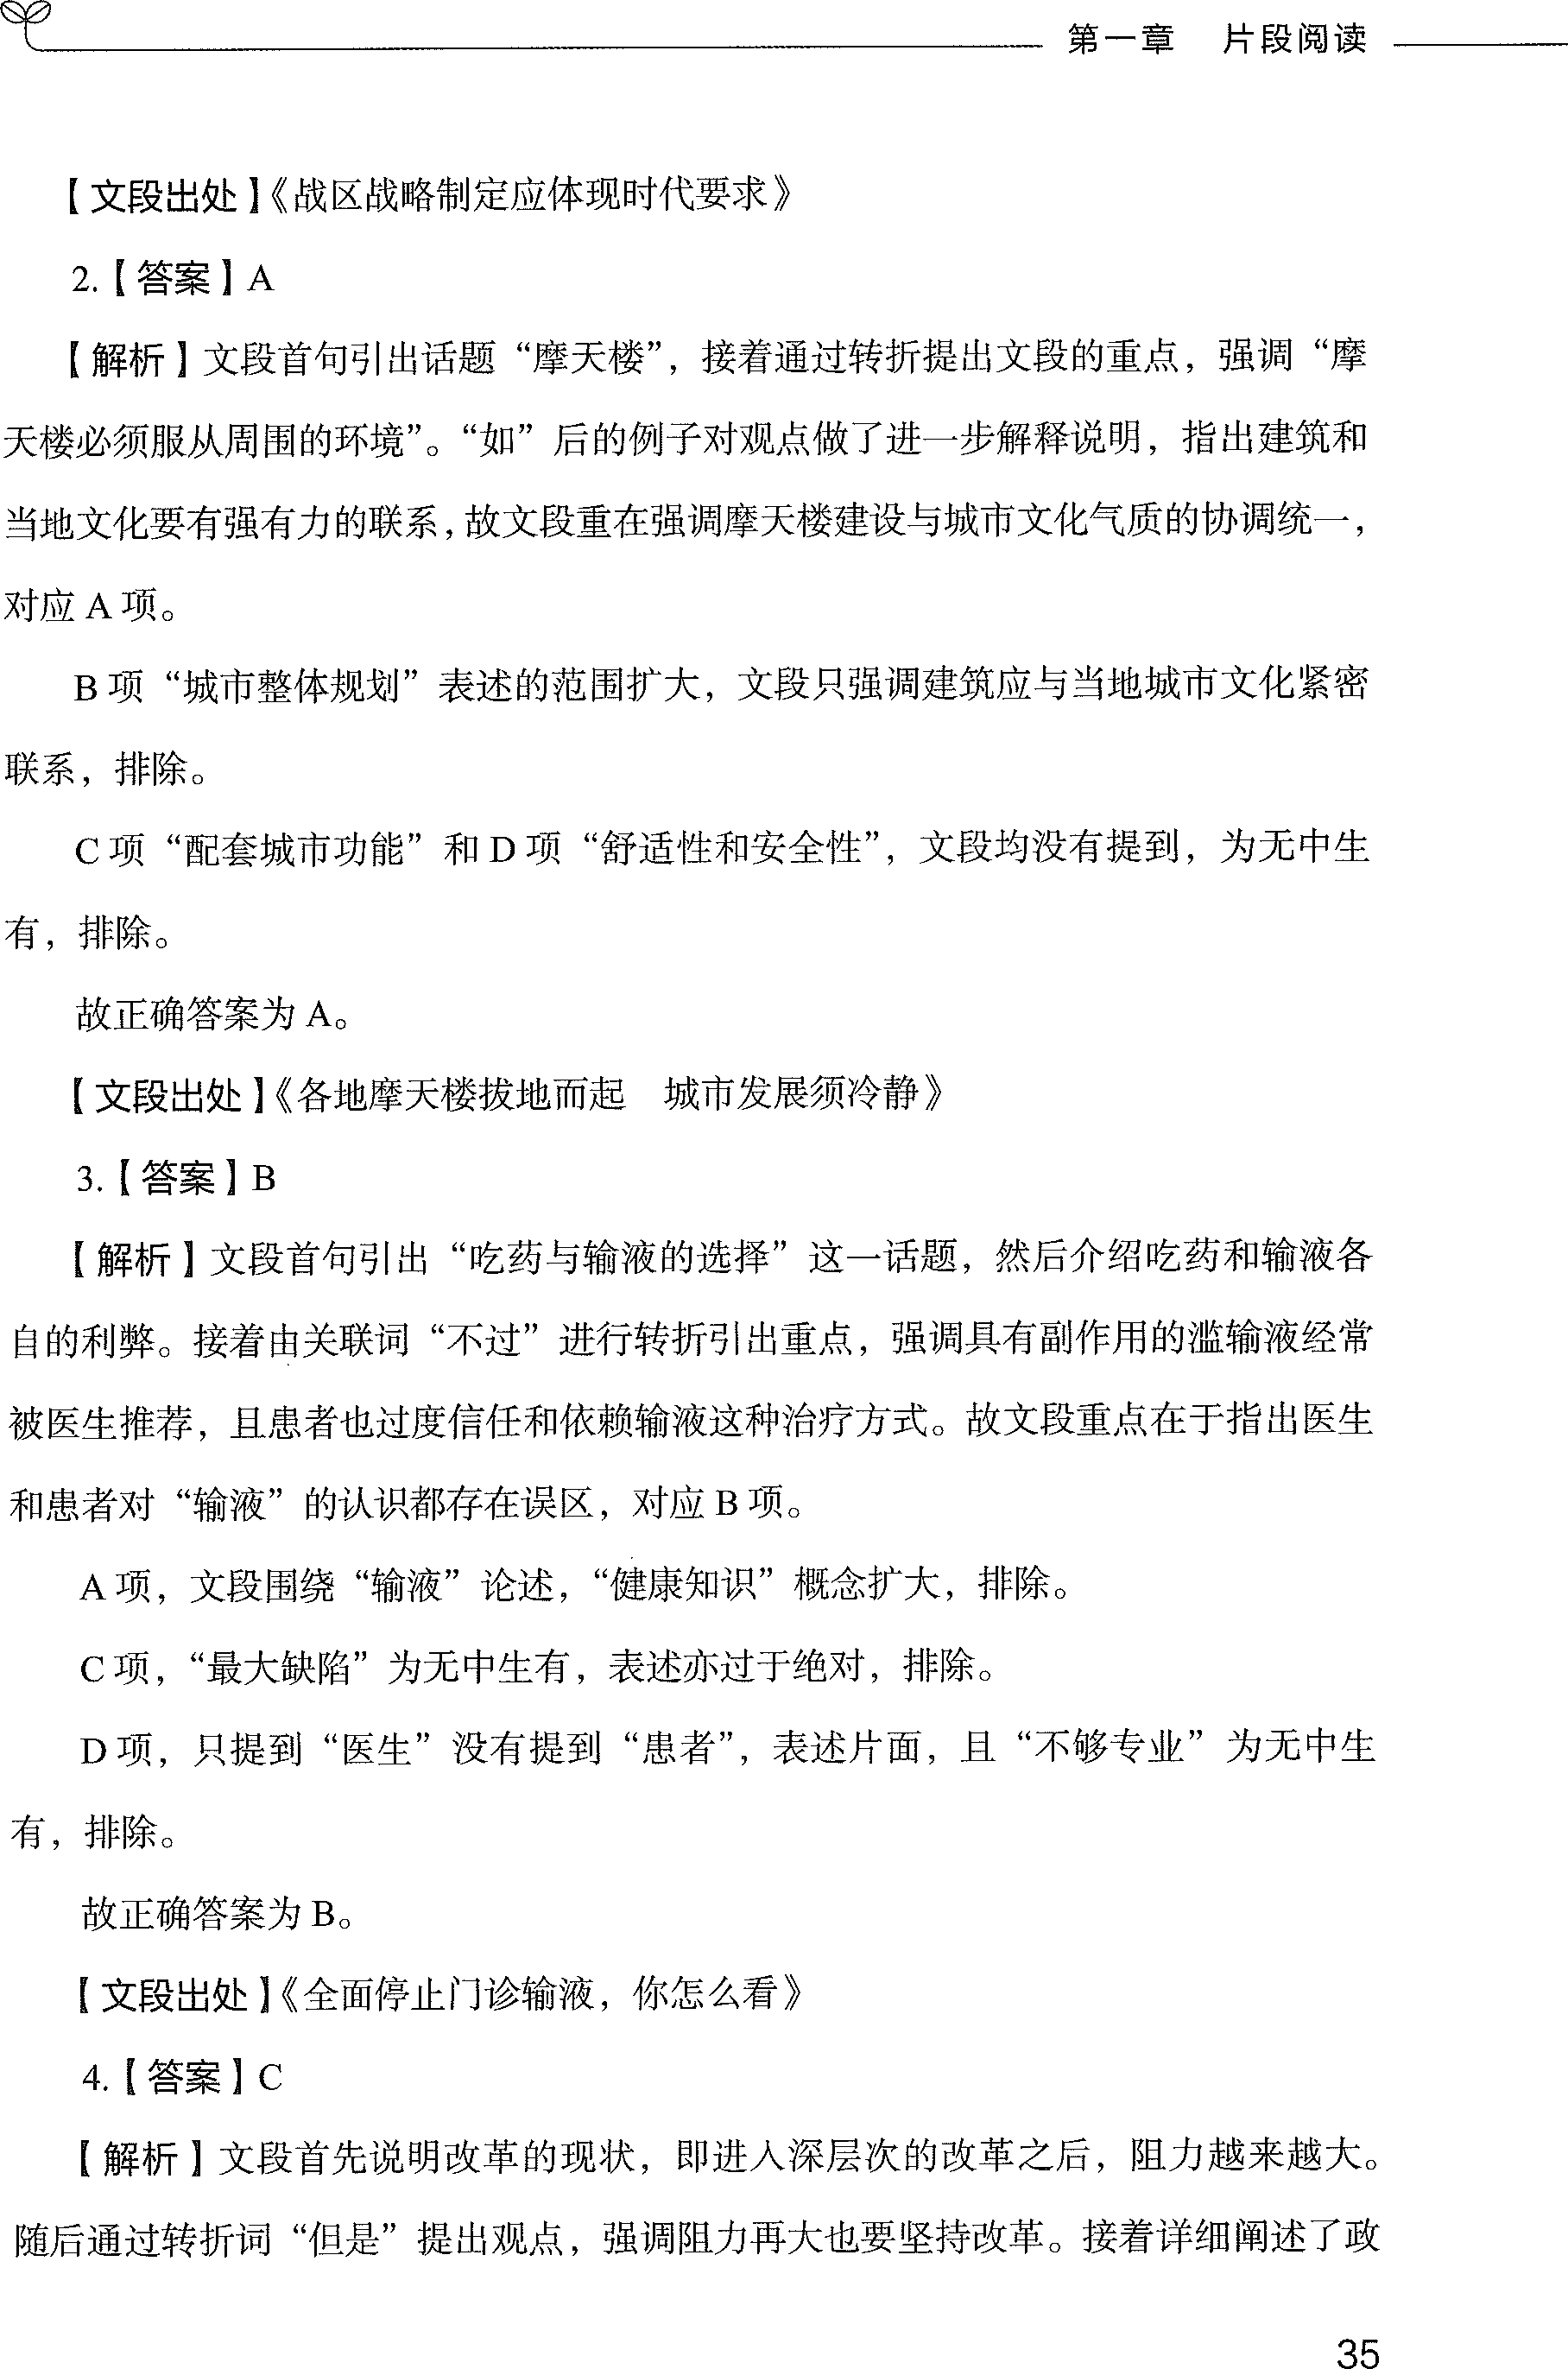 第一章 片段阅读
【文段出处】《战区战略制定应体现时代要求》
2.【答案】A
【解析】文段首句引出话题“摩天楼”，接着通过转折提出文段的重点，强调“摩
天楼必须服从周围的环境”。“如”后的例子对观点做了进一步解释说明，指出建筑和
当地文化要有强有力的联系，故文段重在强调摩天楼建设与城市文化气质的协调统一，
对应 A 项。
B 项“城市整体规划”表述的范围扩大，文段只强调建筑应与当地城市文化紧密
联系，排除。
C 项“配套城市功能”和 D 项“舒适性和安全性”，文段均没有提到，为无中生
有，排除。
故正确答案为 A。
【文段出处】《各地摩天楼拔地而起 城市发展须冷静》
3.【答案】B
【解析】文段首句引出“吃药与输液的选择”这一话题，然后介绍吃药和输液各
自的利弊。接着由关联词“不过”进行转折引出重点，强调具有副作用的滥输液经常
被医生推荐，且患者也过度信任和依赖输液这种治疗方式。故文段重点在于指出医生
和患者对“输液”的认识都存在误区，对应 B 项。
A 项，文段围绕“输液”论述，“健康知识”概念扩大，排除。
C 项，“最大缺陷”为无中生有，表述亦过于绝对，排除。
D 项，只提到“医生”没有提到“患者”，表述片面，且“不够专业”为无中生
有，排除。
故正确答案为 B。
【文段出处】《全面停止门诊输液，你怎么看》
4.【答案】C
【解析】文段首先说明改革的现状，即进入深层次的改革之后，阻力越来越大。
随后通过转折词“但是”提出观点，强调阻力再大也要坚持改革。接着详细阐述了政
35